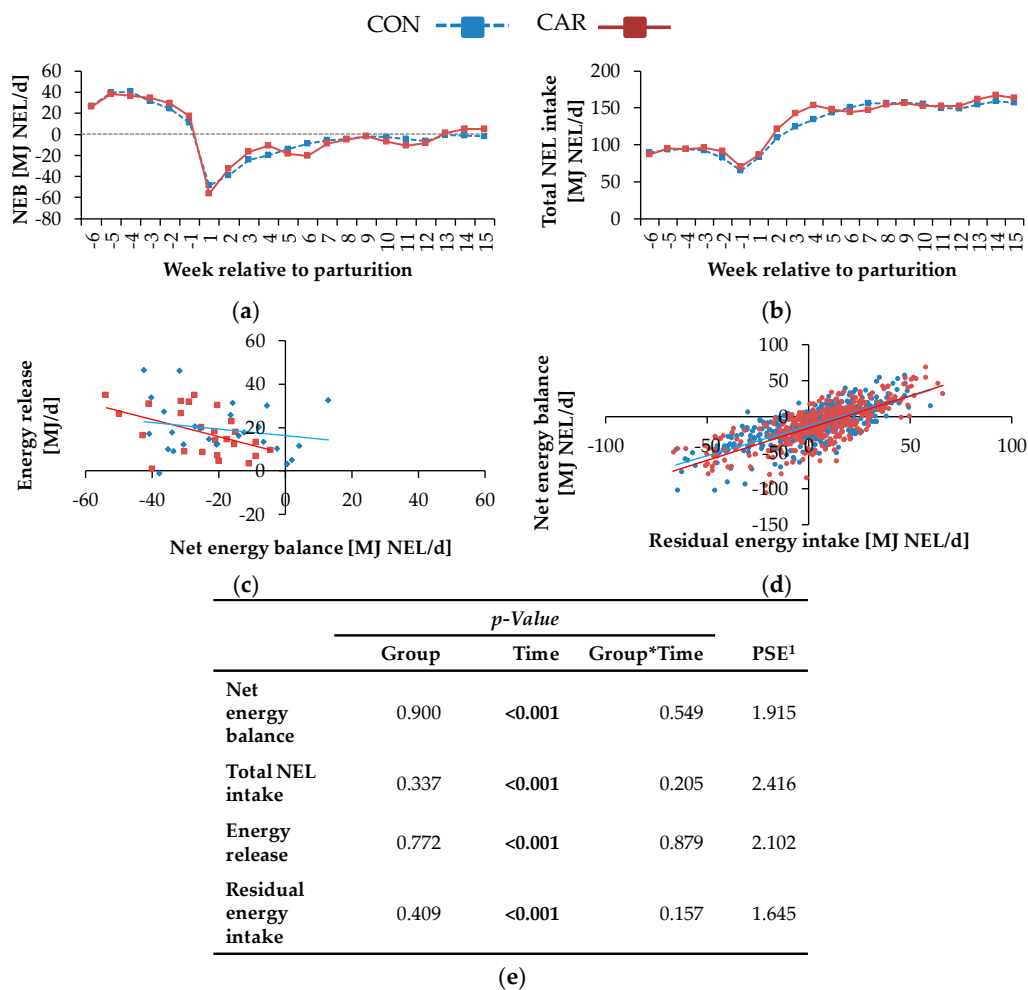 CON CAR
NEB [MJ NEL/d]
60
40
20
0
-20
-40
-60
-80
-6 -5 -4 -3 -2 -1 1 2 3 4 5 6 7 8 9 10 11 12 13 14 15
Week relative to parturition
(a)
Total NEL intake
[MJ NEL/d]
200
150
100
50
0
-6 -5 -4 -3 -2 -1 1 2 3 4 5 6 7 8 9 10 11 12 13 14 15
Week relative to parturition
(b)
Energy release
[MJ/d]
60
40
20
0
-20
-60 -40 -20 0 20 40 60
Net energy balance [MJ NEL/d]
(c)
Net energy balance
[MJ NEL/d]
100
50
0
-50
-100
-150
-100 -50 0 50 100
Residual energy intake [MJ NEL/d]
(d)
p-Value
Group Time Group*Time PSE1
Net
energy
balance
0.900 <0.001 0.549 1.915
Total NEL
intake
0.337 <0.001 0.205 2.416
Energy
release
0.772 <0.001 0.879 2.102
Residual
energy
intake
0.409 <0.001 0.157 1.645
(e)